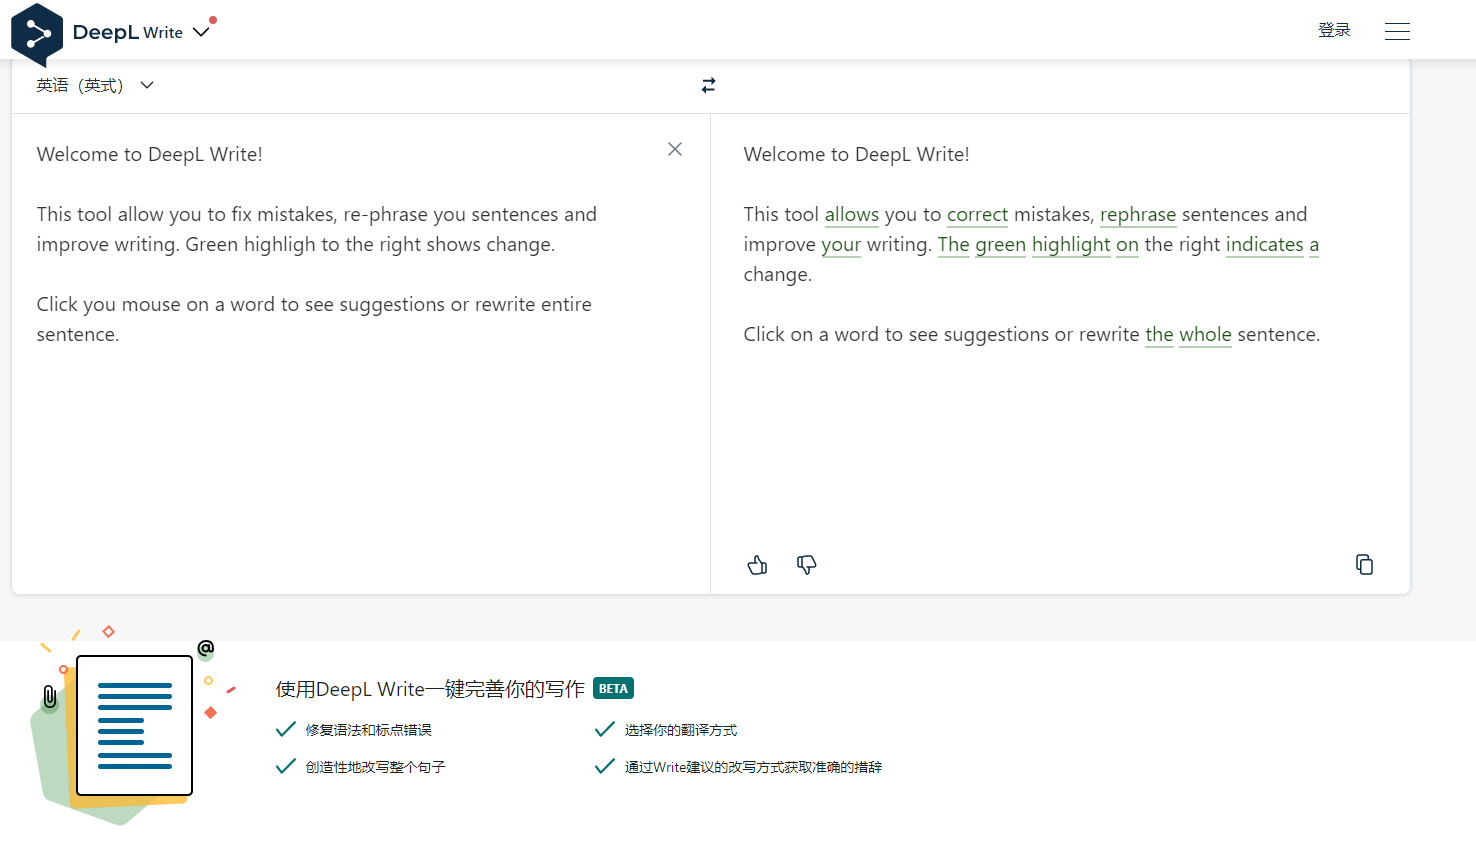 DeepL Write
登录
英语（英式）
Welcome to DeepL Write!
This tool allow you to fix mistakes, re-phrase you sentences and
improve writing. Green highligh to the right shows change.
Click you mouse on a word to see suggestions or rewrite entire
sentence.
Welcome to DeepL Write!
This tool allows you to correct mistakes, rephrase sentences and
improve your writing. The green highlight on the right indicates a
change.
Click on a word to see suggestions or rewrite the whole sentence.
@
使用DeepL Write一键完善你的写作 BETA
修复语法和标点错误
选择你的翻译方式
创造性地改写整个句子
通过Write建议的改写方式获取准确的措辞